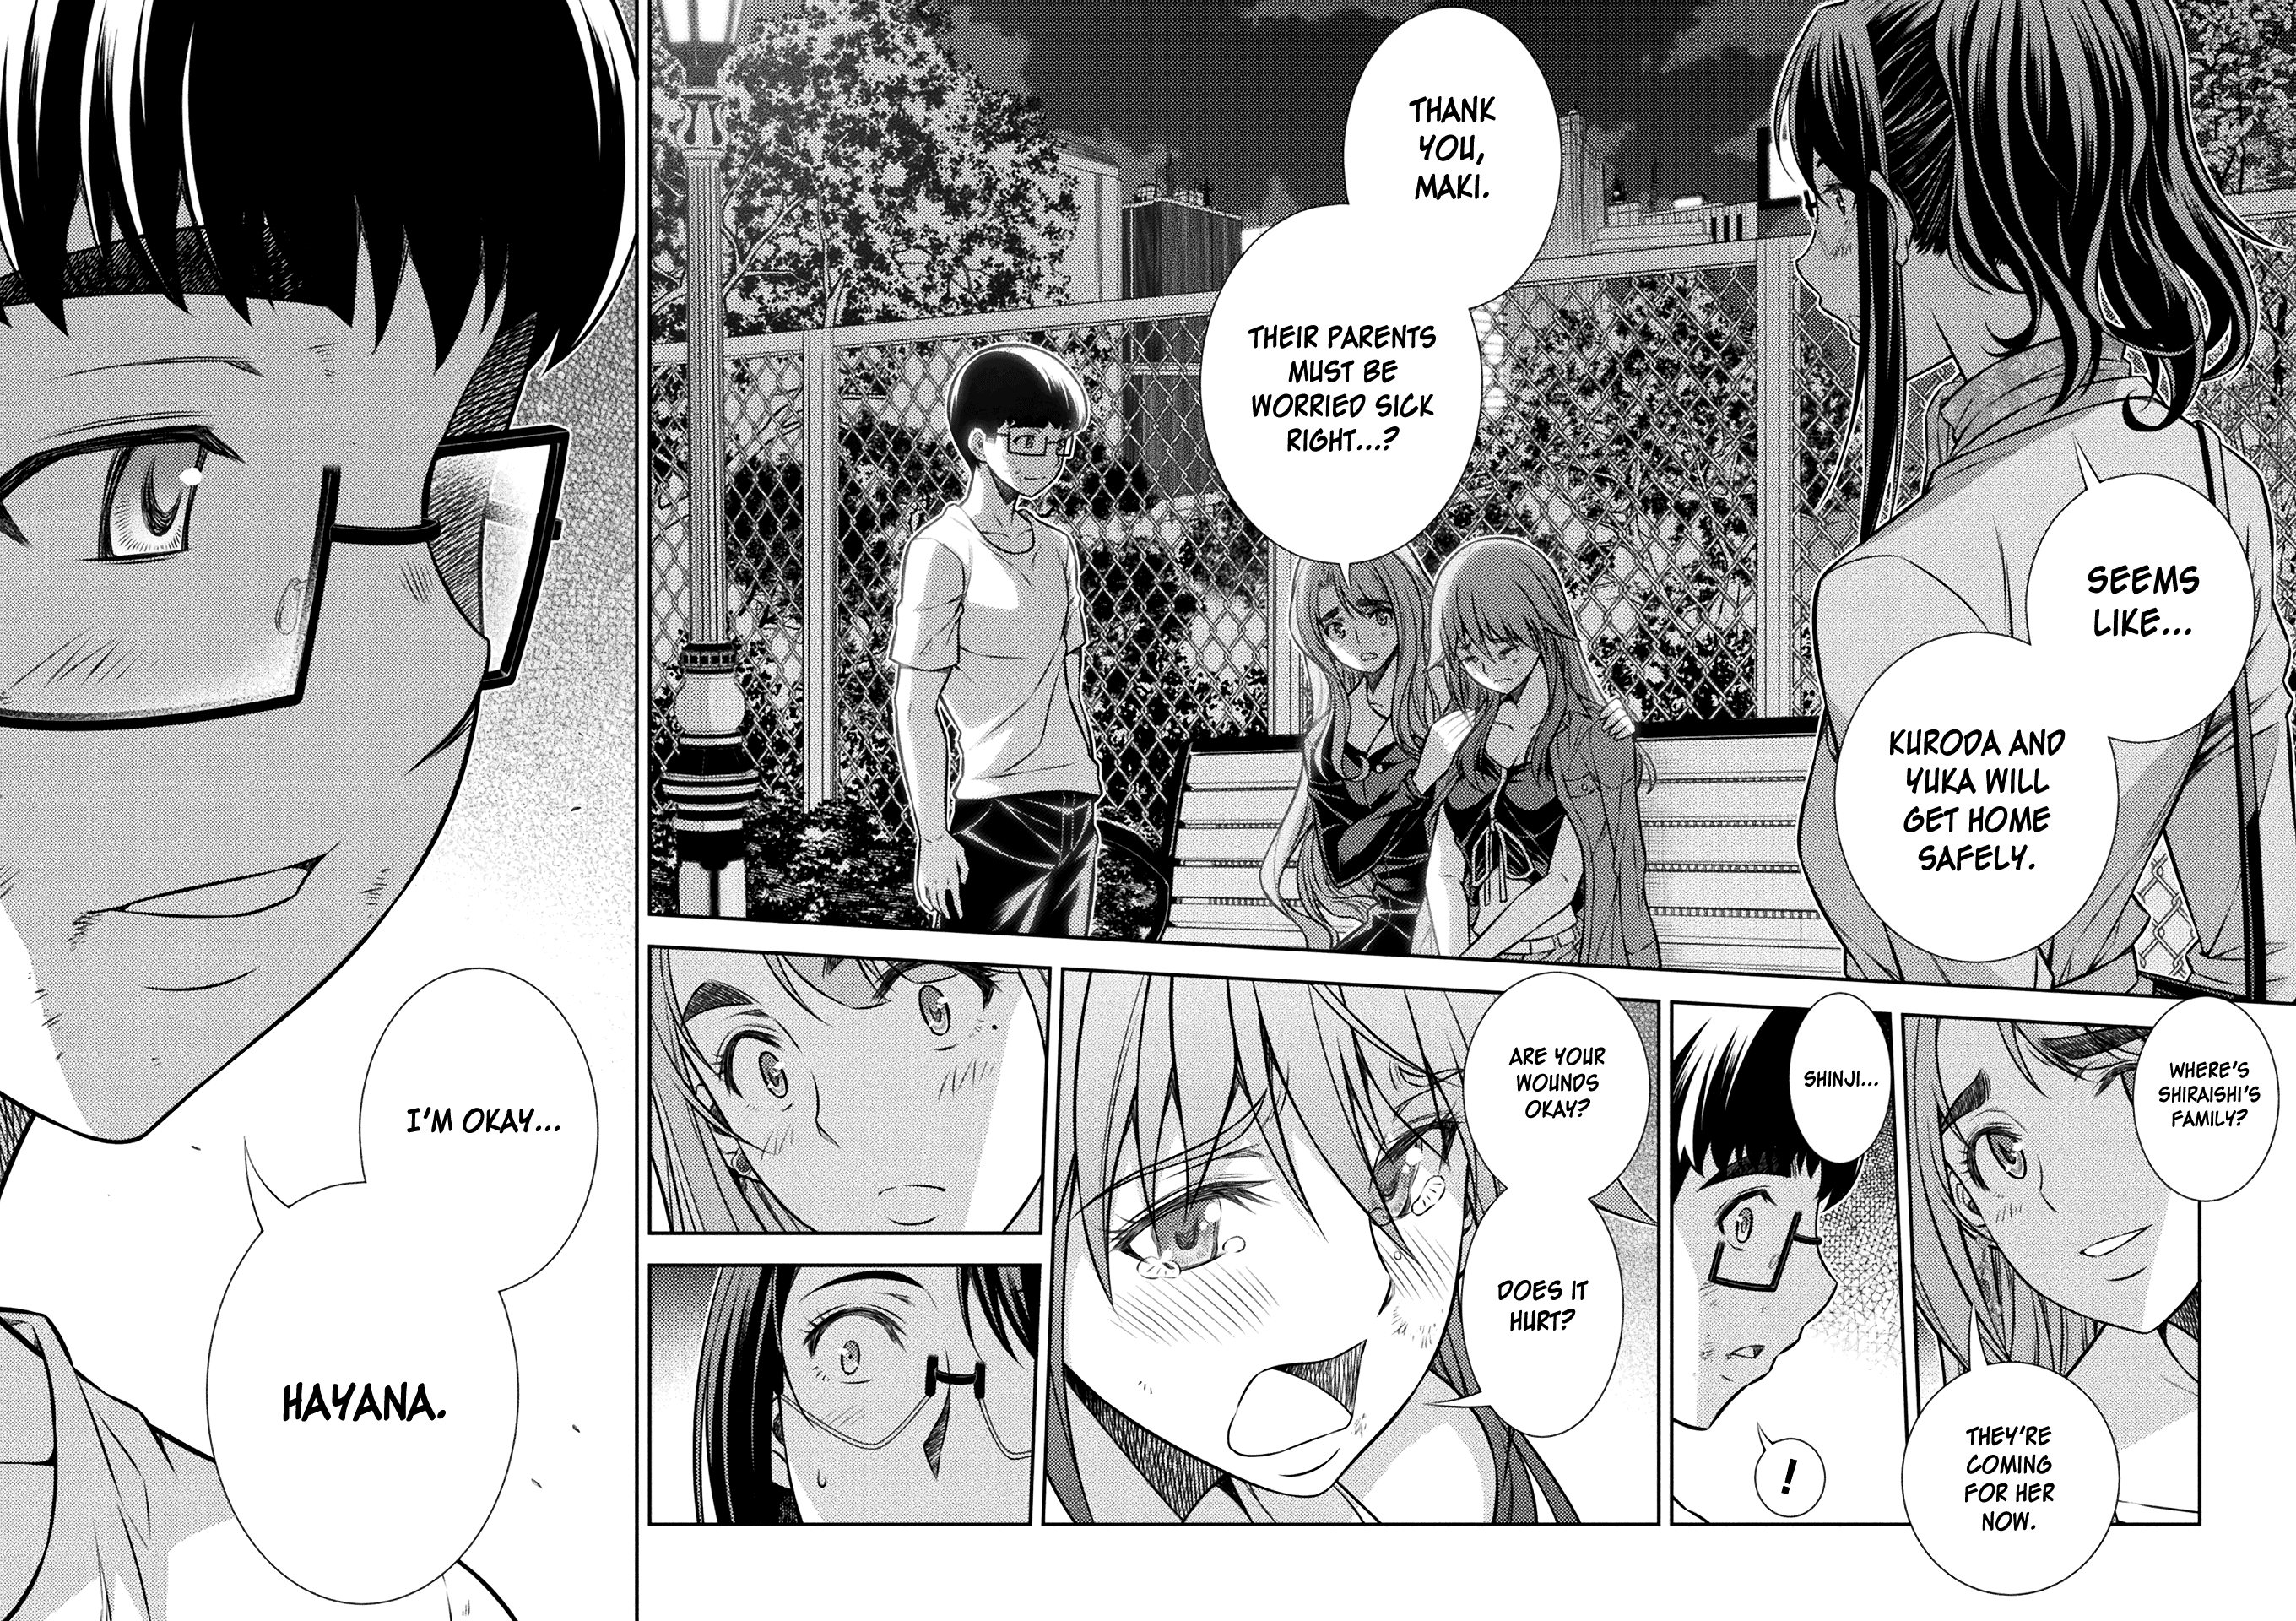 SEEMS
LIKE...
KURODA AND
YUKA WILL
GET HOME
SAFELY.
THANK
YOU,
MAKI.
THEIR PARENTS
MUST BE
WORRIED SICK
RIGHT...?
WHERE'S
SHIRAISHI'S
FAMILY?
THEY'RE
COMING
FOR HER
NOW.
SHINJI...
!
ARE YOUR
WOUNDS
OKAY?
DOES IT
HURT?
I'M OKAY...
HAYANA.